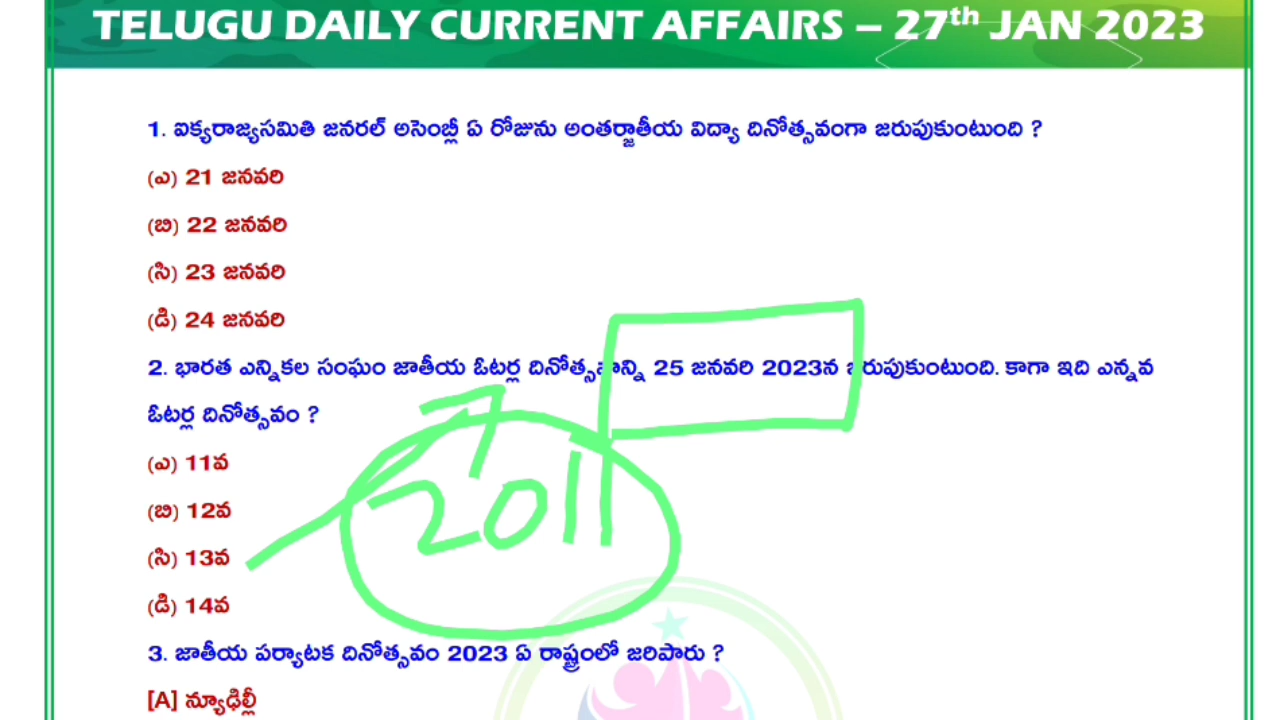 TELUGU DAILY CURRENT AFFAIRS – 27th JAN 2023
1. ఐక్యరాజ్యసమితి జనరల్ అసెంబ్లీ ఏ రోజును అంతర్జాతీయ విద్యా దినోత్సవంగా జరుపుకుంటుంది ?
(ఎ) 21 జనవరి
(బి) 22 జనవరి
(సి) 23 జనవరి
(డి) 24 జనవరి
2. భారత ఎన్నికల సంఘం జాతీయ ఓటర్ల దినోత్సవాన్ని 25 జనవరి 2023న జరుపుకుంటుంది. కాగా ఇది ఎన్నవ
ఓటర్ల దినోత్సవం ?
(ఎ) 11వ
(బి) 12వ
2011
(సి) 13వ
(డి) 14వ
3. జాతీయ పర్యాటక దినోత్సవం 2023 ఏ రాష్ట్రంలో జరిపారు ?
[A] న్యూఢిల్లీ